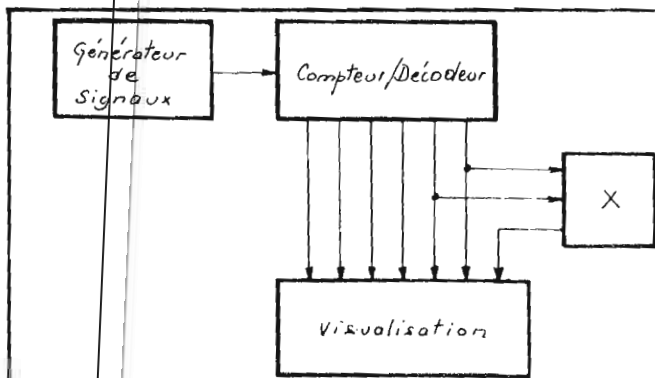 Générateur
de
Signaux
Compteur/Décodeur
X
Visualisation